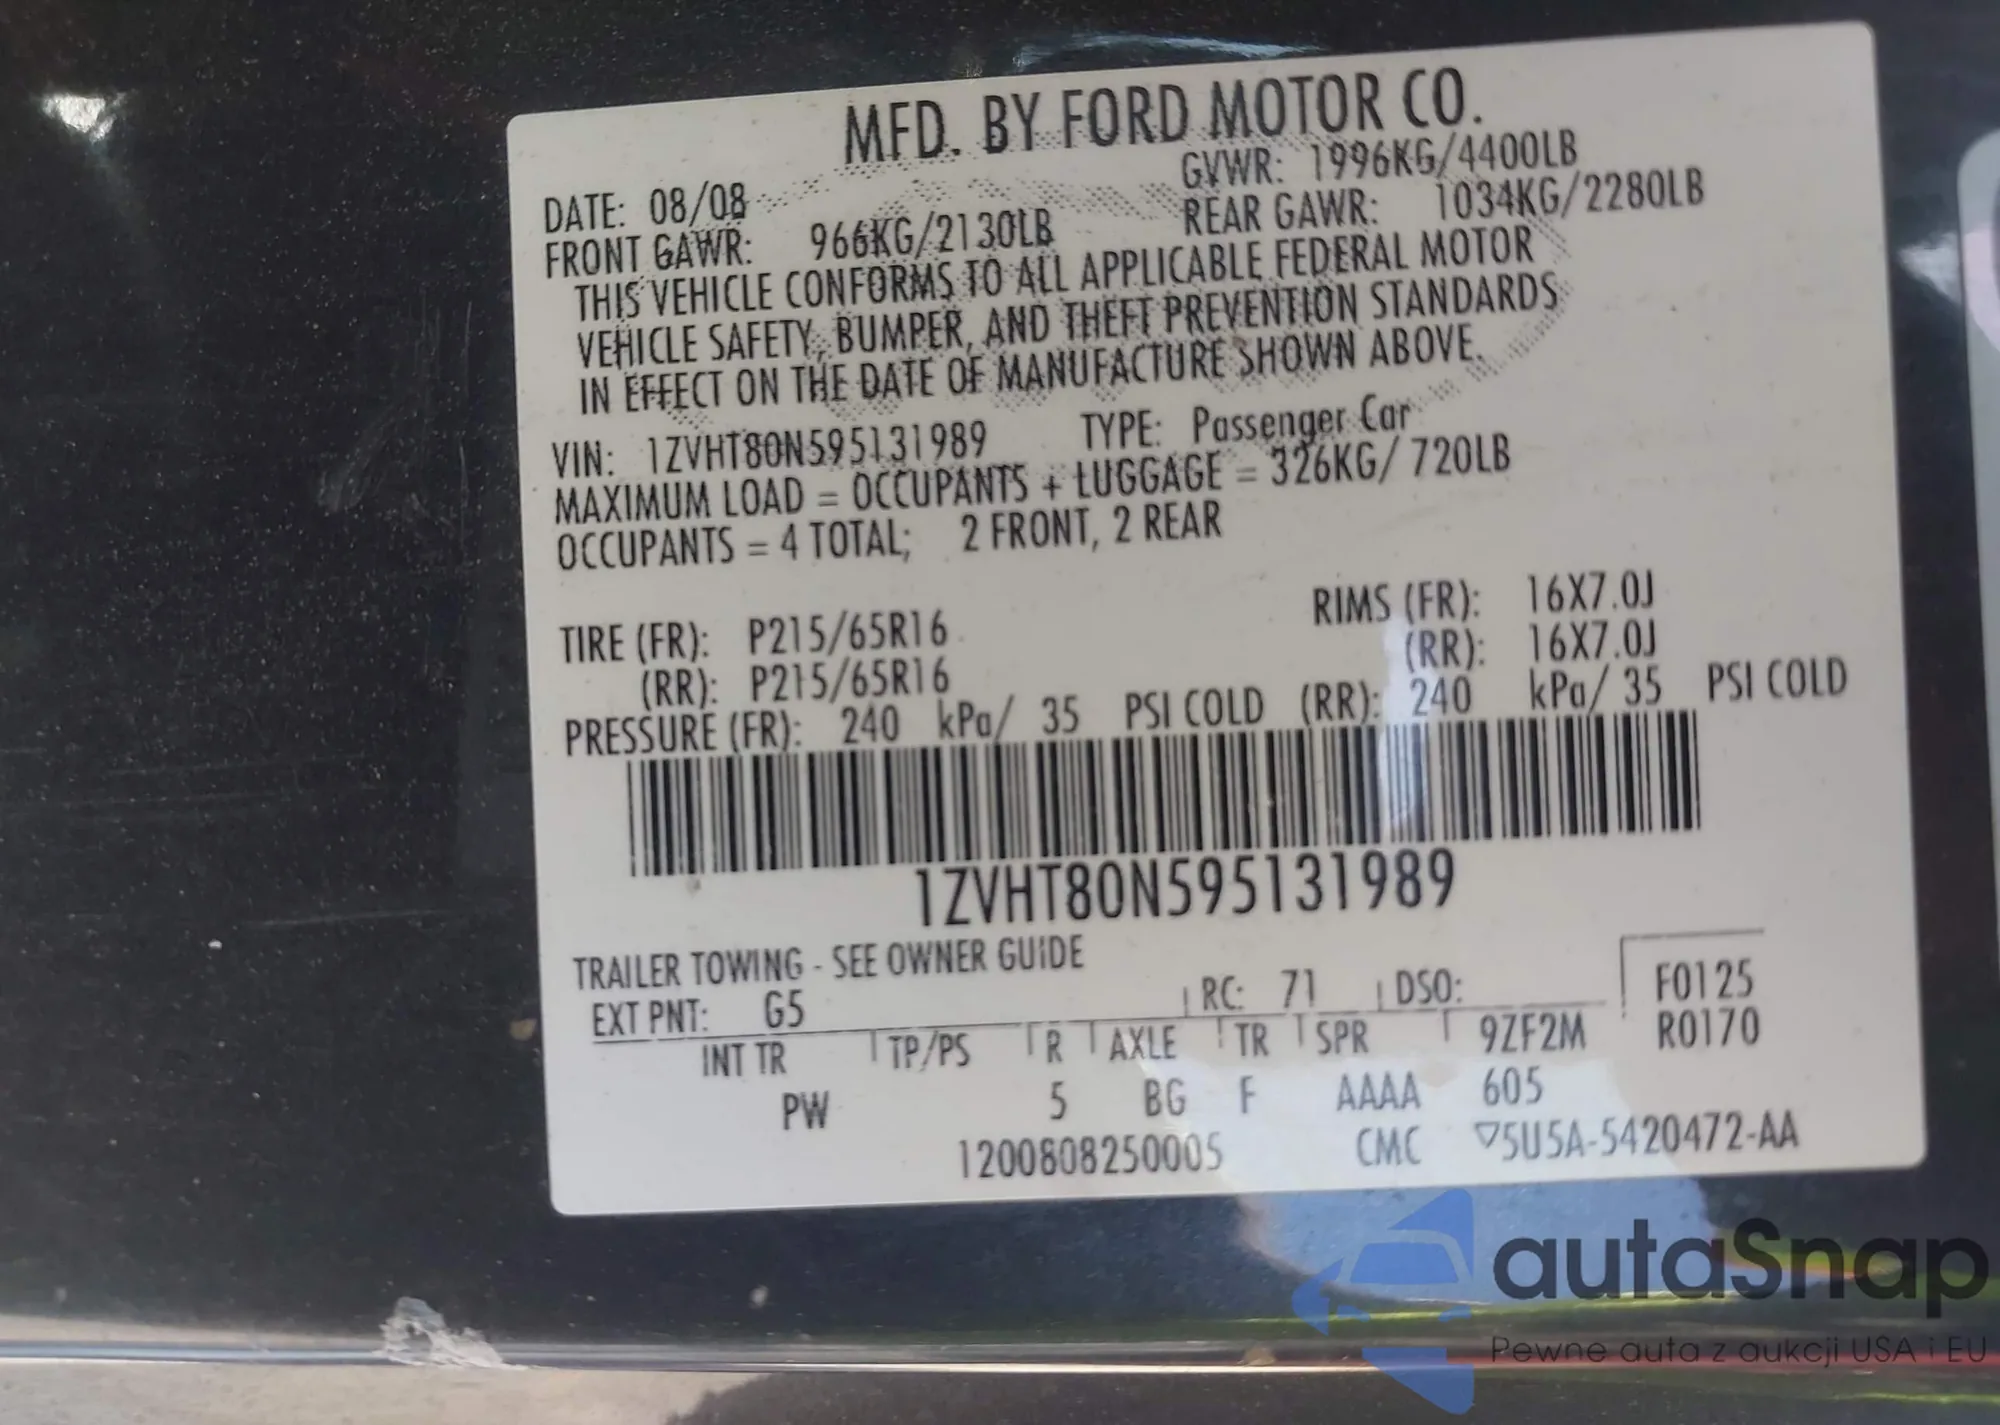 MFD. BY FORD MOTOR CO.
DATE: 08/08 GVWR: 1996KG/4400LB
FRONT GAWR: 966KG/2130LB REAR GAWR: 1034KG/2280LB
THIS VEHICLE CONFORMS TO ALL APPLICABLE FEDERAL MOTOR
VEHICLE SAFETY, BUMPER, AND THEFT PREVENTION STANDARDS
IN EFFECT ON THE DATE OF MANUFACTURE SHOWN ABOVE.
VIN: 1ZVHT80N595131989 TYPE: Passenger Car
MAXIMUM LOAD = OCCUPANTS + LUGGAGE = 326KG/ 720LB
OCCUPANTS = 4 TOTAL; 2 FRONT, 2 REAR
TIRE (FR): P215/65R16 RIMS (FR): 16X7.0J
(RR): P215/65R16 (RR): 16X7.0J
PRESSURE (FR): 240 kPa/ 35 PSI COLD (RR): 240 kPa/ 35 PSI COLD
1ZVHT80N595131989
TRAILER TOWING - SEE OWNER GUIDE
EXT PNT: G5 RC: 71 DSO: F0125
INT TR TP/PS R AXLE TR SPR 9ZF2M R0170
PW 5 BG F AAAA 605
1200808250005 CMC ▽5U5A-5420472-AA
autaSnap
Pewne auta z aukcji USA i EU